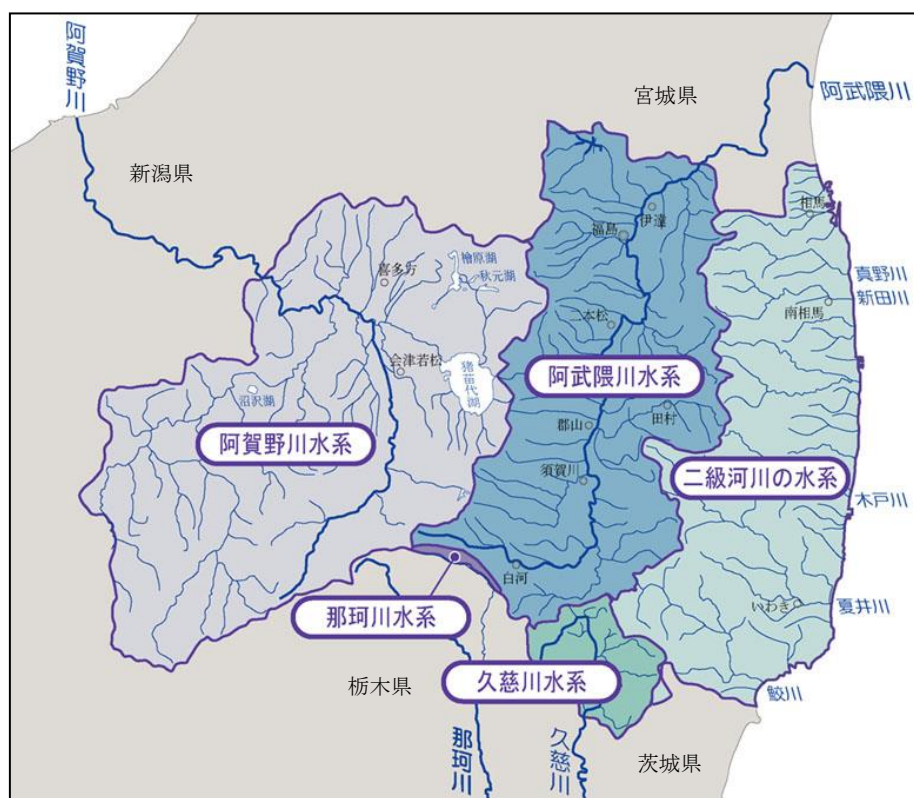 阿賀野川
阿武隈川
宮城県
新潟県
相馬
伊達
福島
真野川
新田川
南相馬
檜原湖
秋元湖
喜多方
二本松
会津若松
猪苗代湖
阿武隈川水系
沼沢湖
田村
郡山
阿賀野川水系
須賀川
二級河川の水系
木戸川
白河
那珂川水系
いわき
夏井川
久慈川水系
栃木県
鮫川
那珂川
久慈川
茨城県